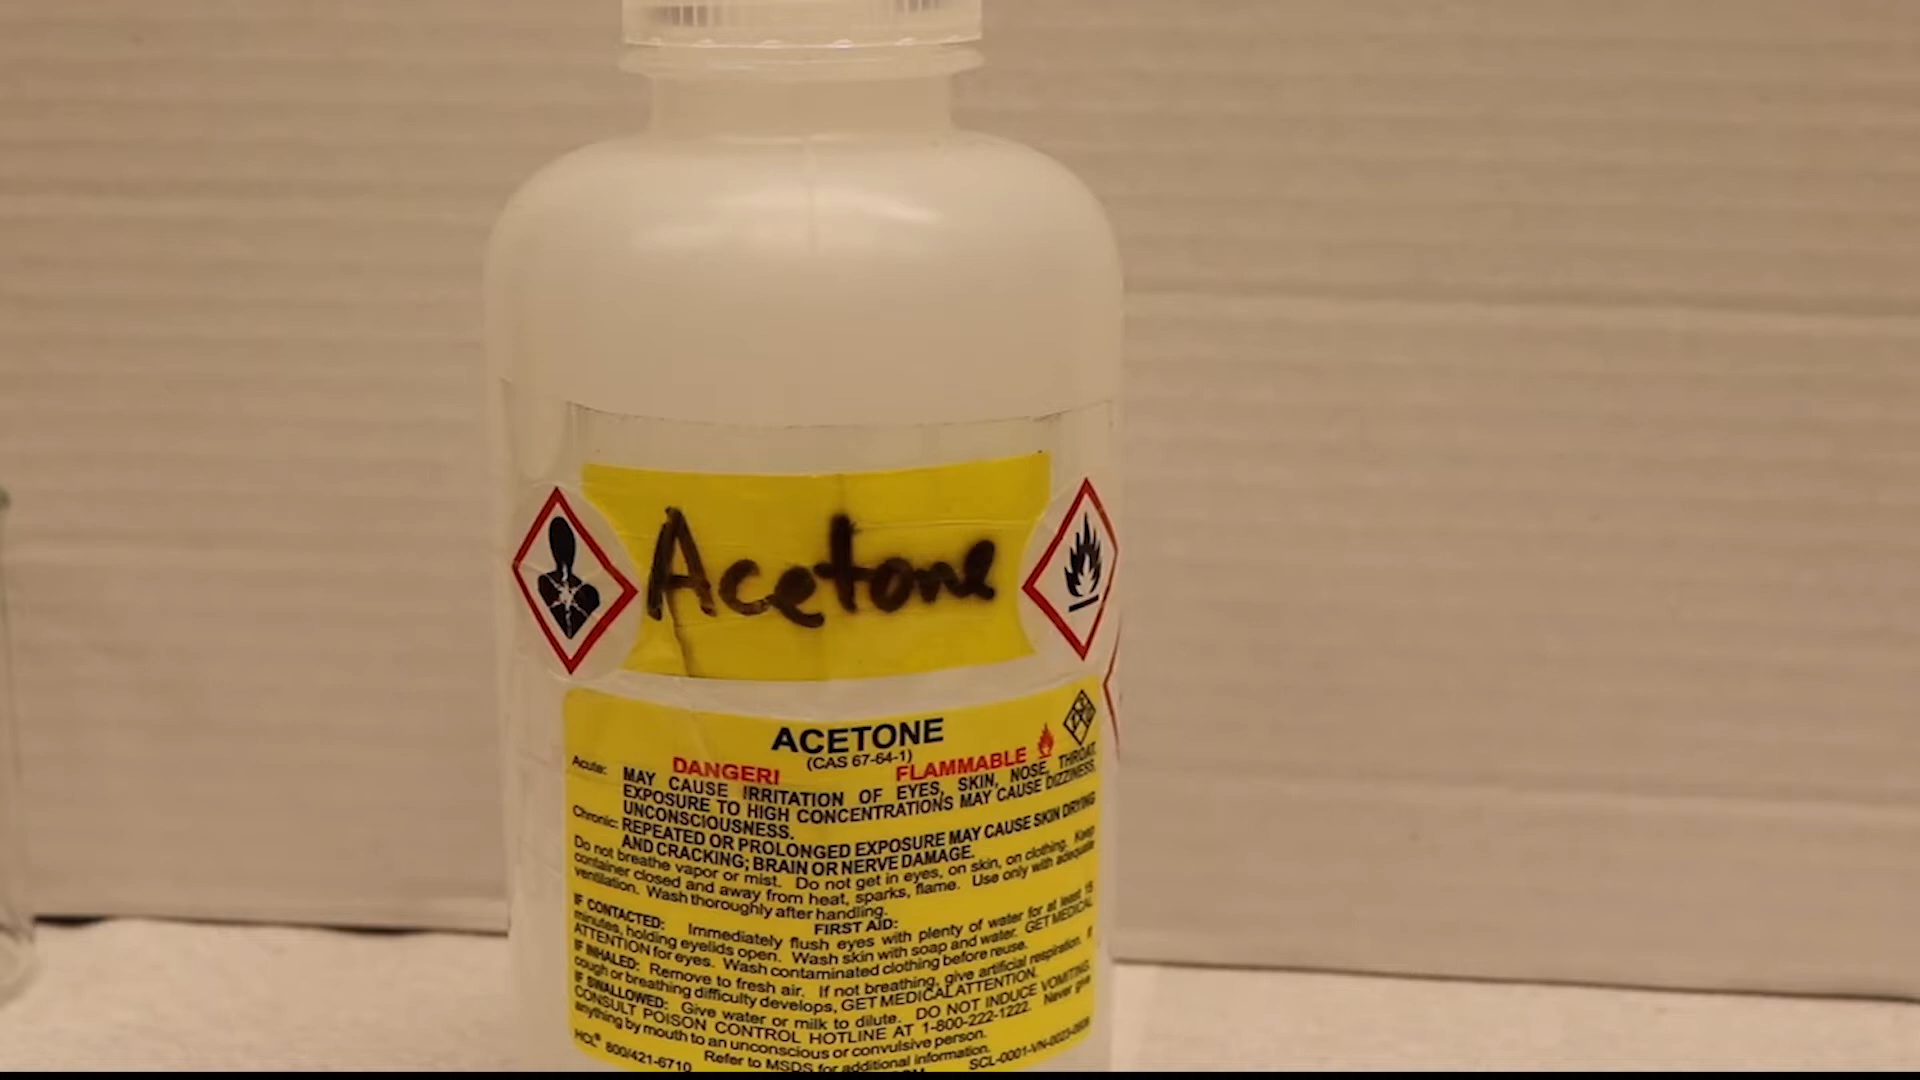 Acetone
ACETONE
(CAS 67-64-1)
DANGER! FLAMMABLE
Acute: MAY CAUSE IRRITATION OF EYES, SKIN, NOSE, THROAT.
EXPOSURE TO HIGH CONCENTRATIONS MAY CAUSE DIZZINESS,
UNCONSCIOUSNESS.
Chronic: REPEATED OR PROLONGED EXPOSURE MAY CAUSE SKIN DRYING
AND CRACKING; BRAIN OR NERVE DAMAGE.
Do not breathe vapor or mist. Do not get in eyes, on skin, on clothing. Keep
container closed and away from heat, sparks, flame. Use only with adequate
ventilation. Wash thoroughly after handling.
FIRST AID:
IF CONTACTED: Immediately flush eyes with plenty of water for at least 15
minutes, holding eyelids open. Wash skin with soap and water. GET MEDICAL
ATTENTION for eyes. Wash contaminated clothing before reuse.
IF INHALED: Remove to fresh air. If not breathing, give artificial respiration. If
cough or breathing difficulty develops, GET MEDICAL ATTENTION.
IF SWALLOWED: Give water or milk to dilute. DO NOT INDUCE VOMITING.
CONSULT POISON CONTROL HOTLINE AT 1-800-222-1222. Never give
anything by mouth to an unconscious or convulsive person.
Refer to MSDS for additional information.
HCL® 800/421-6710 SCL-0001-VN-0023-0606